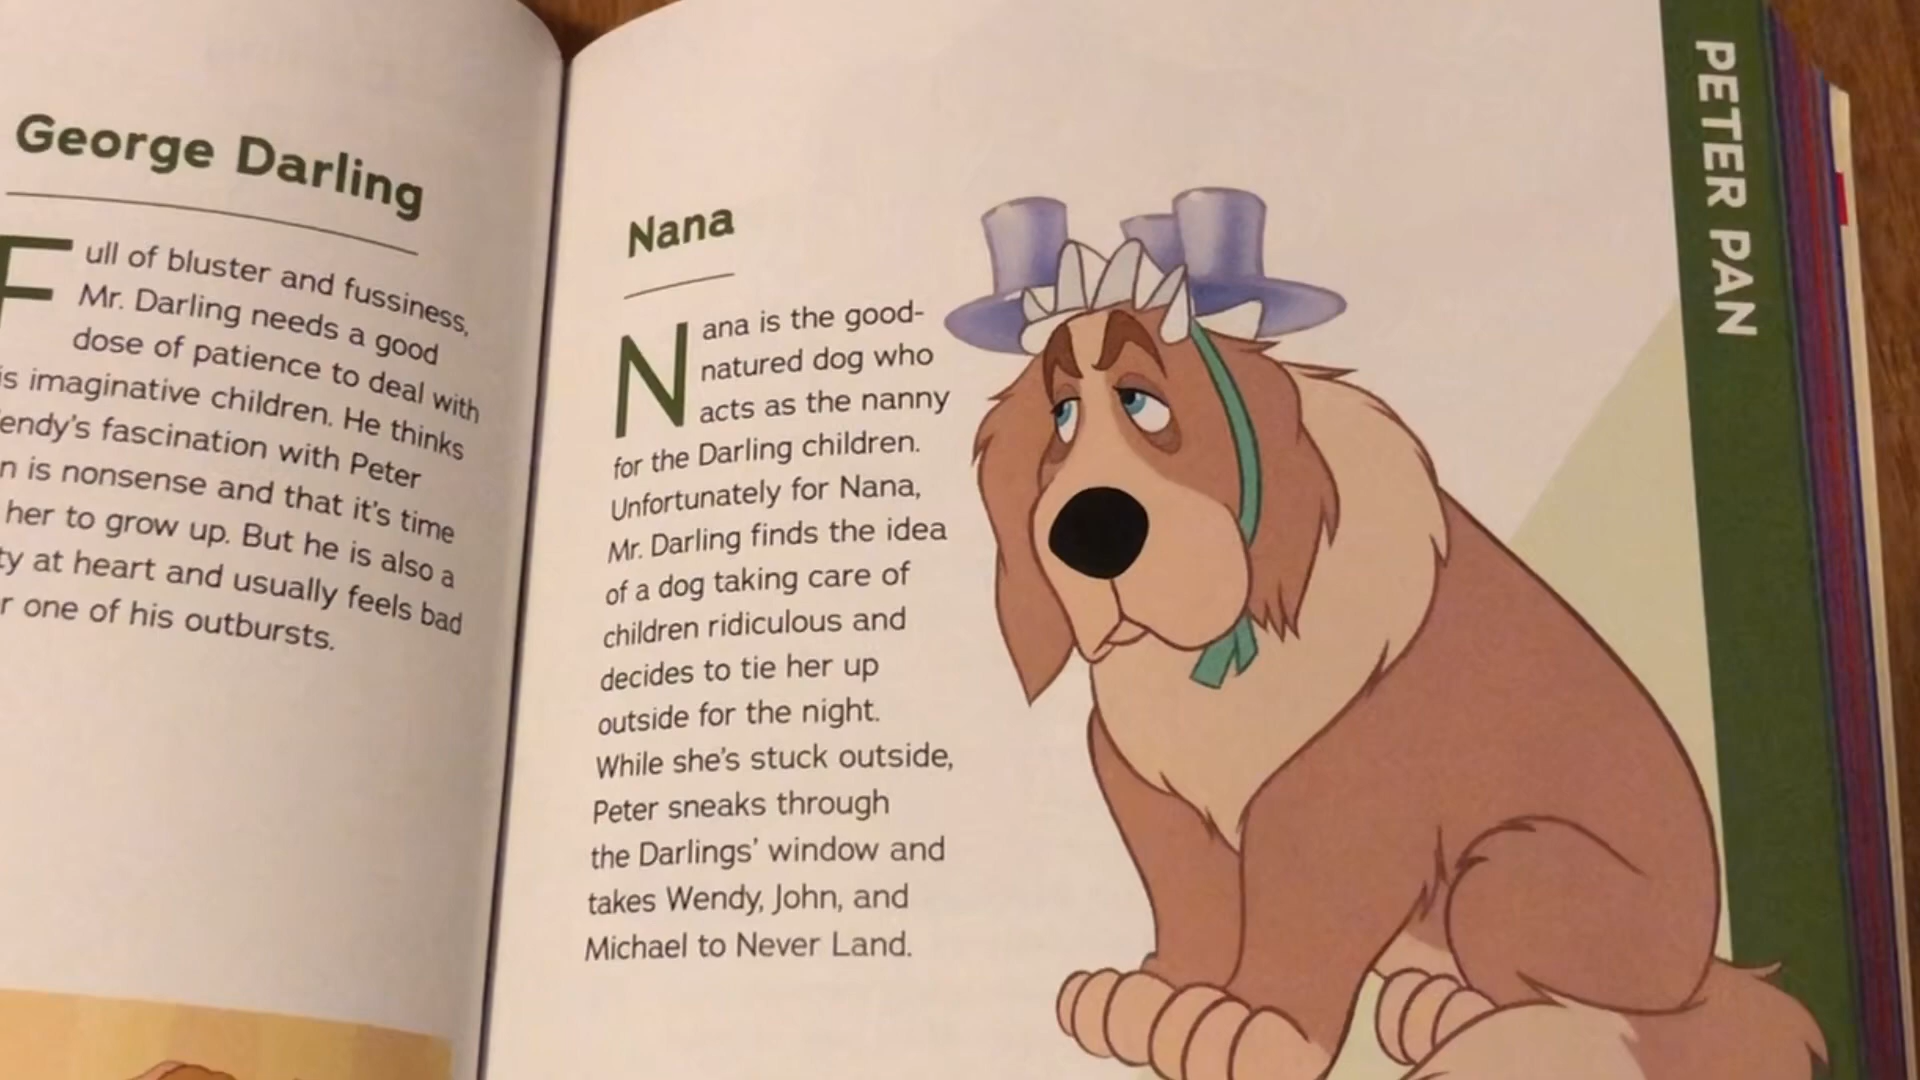 George Darling
Full of bluster and fussiness,
Mr. Darling needs a good
dose of patience to deal with
imaginative children. He thinks
fascination with Peter
is nonsense and that it's time
her to grow up. But he is also a
at heart and usually feels bad
one of his outbursts.
Nana
Nana is the good-
natured dog who
acts as the nanny
for the Darling children.
Unfortunately for Nana,
Mr. Darling finds the idea
of a dog taking care of
children ridiculous and
decides to tie her up
outside for the night.
While she's stuck outside,
Peter sneaks through
the Darlings' window and
takes Wendy, John, and
Michael to Never Land.
PETER PAN